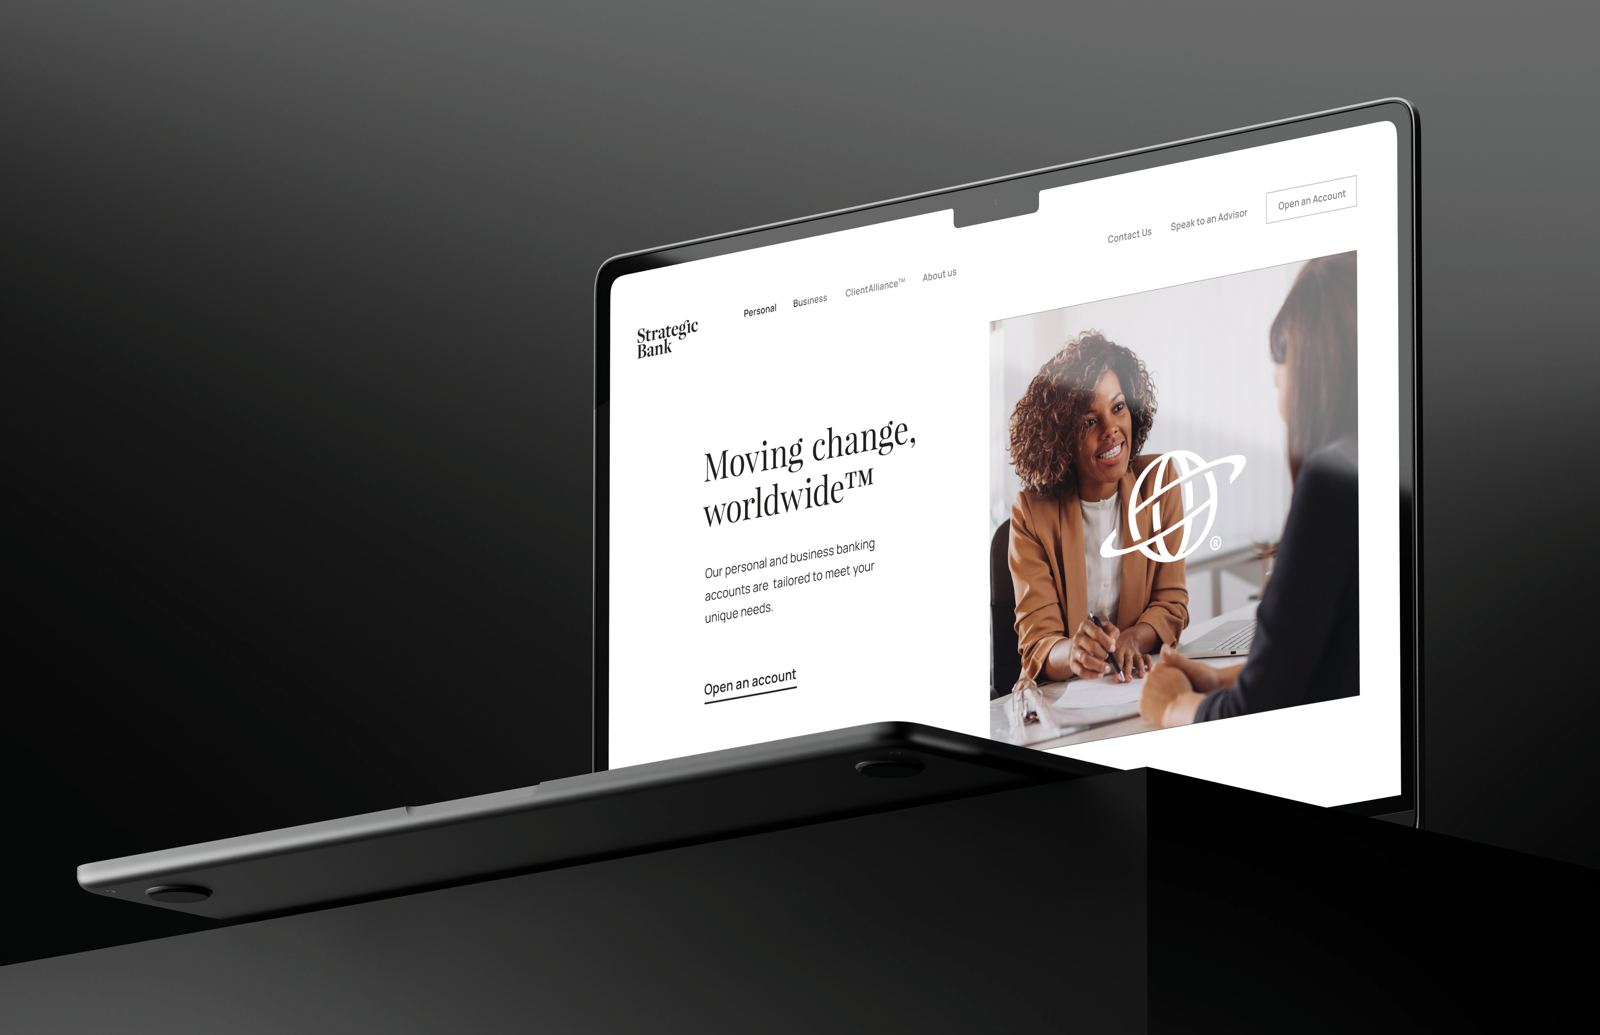 Strategic
Bank
Personal
Business
ClientAlliance™
About us
Contact Us
Speak to an Advisor
Open an Account
Moving change,
worldwide™
Our personal and business banking
accounts are tailored to meet your
unique needs.
Open an account
®